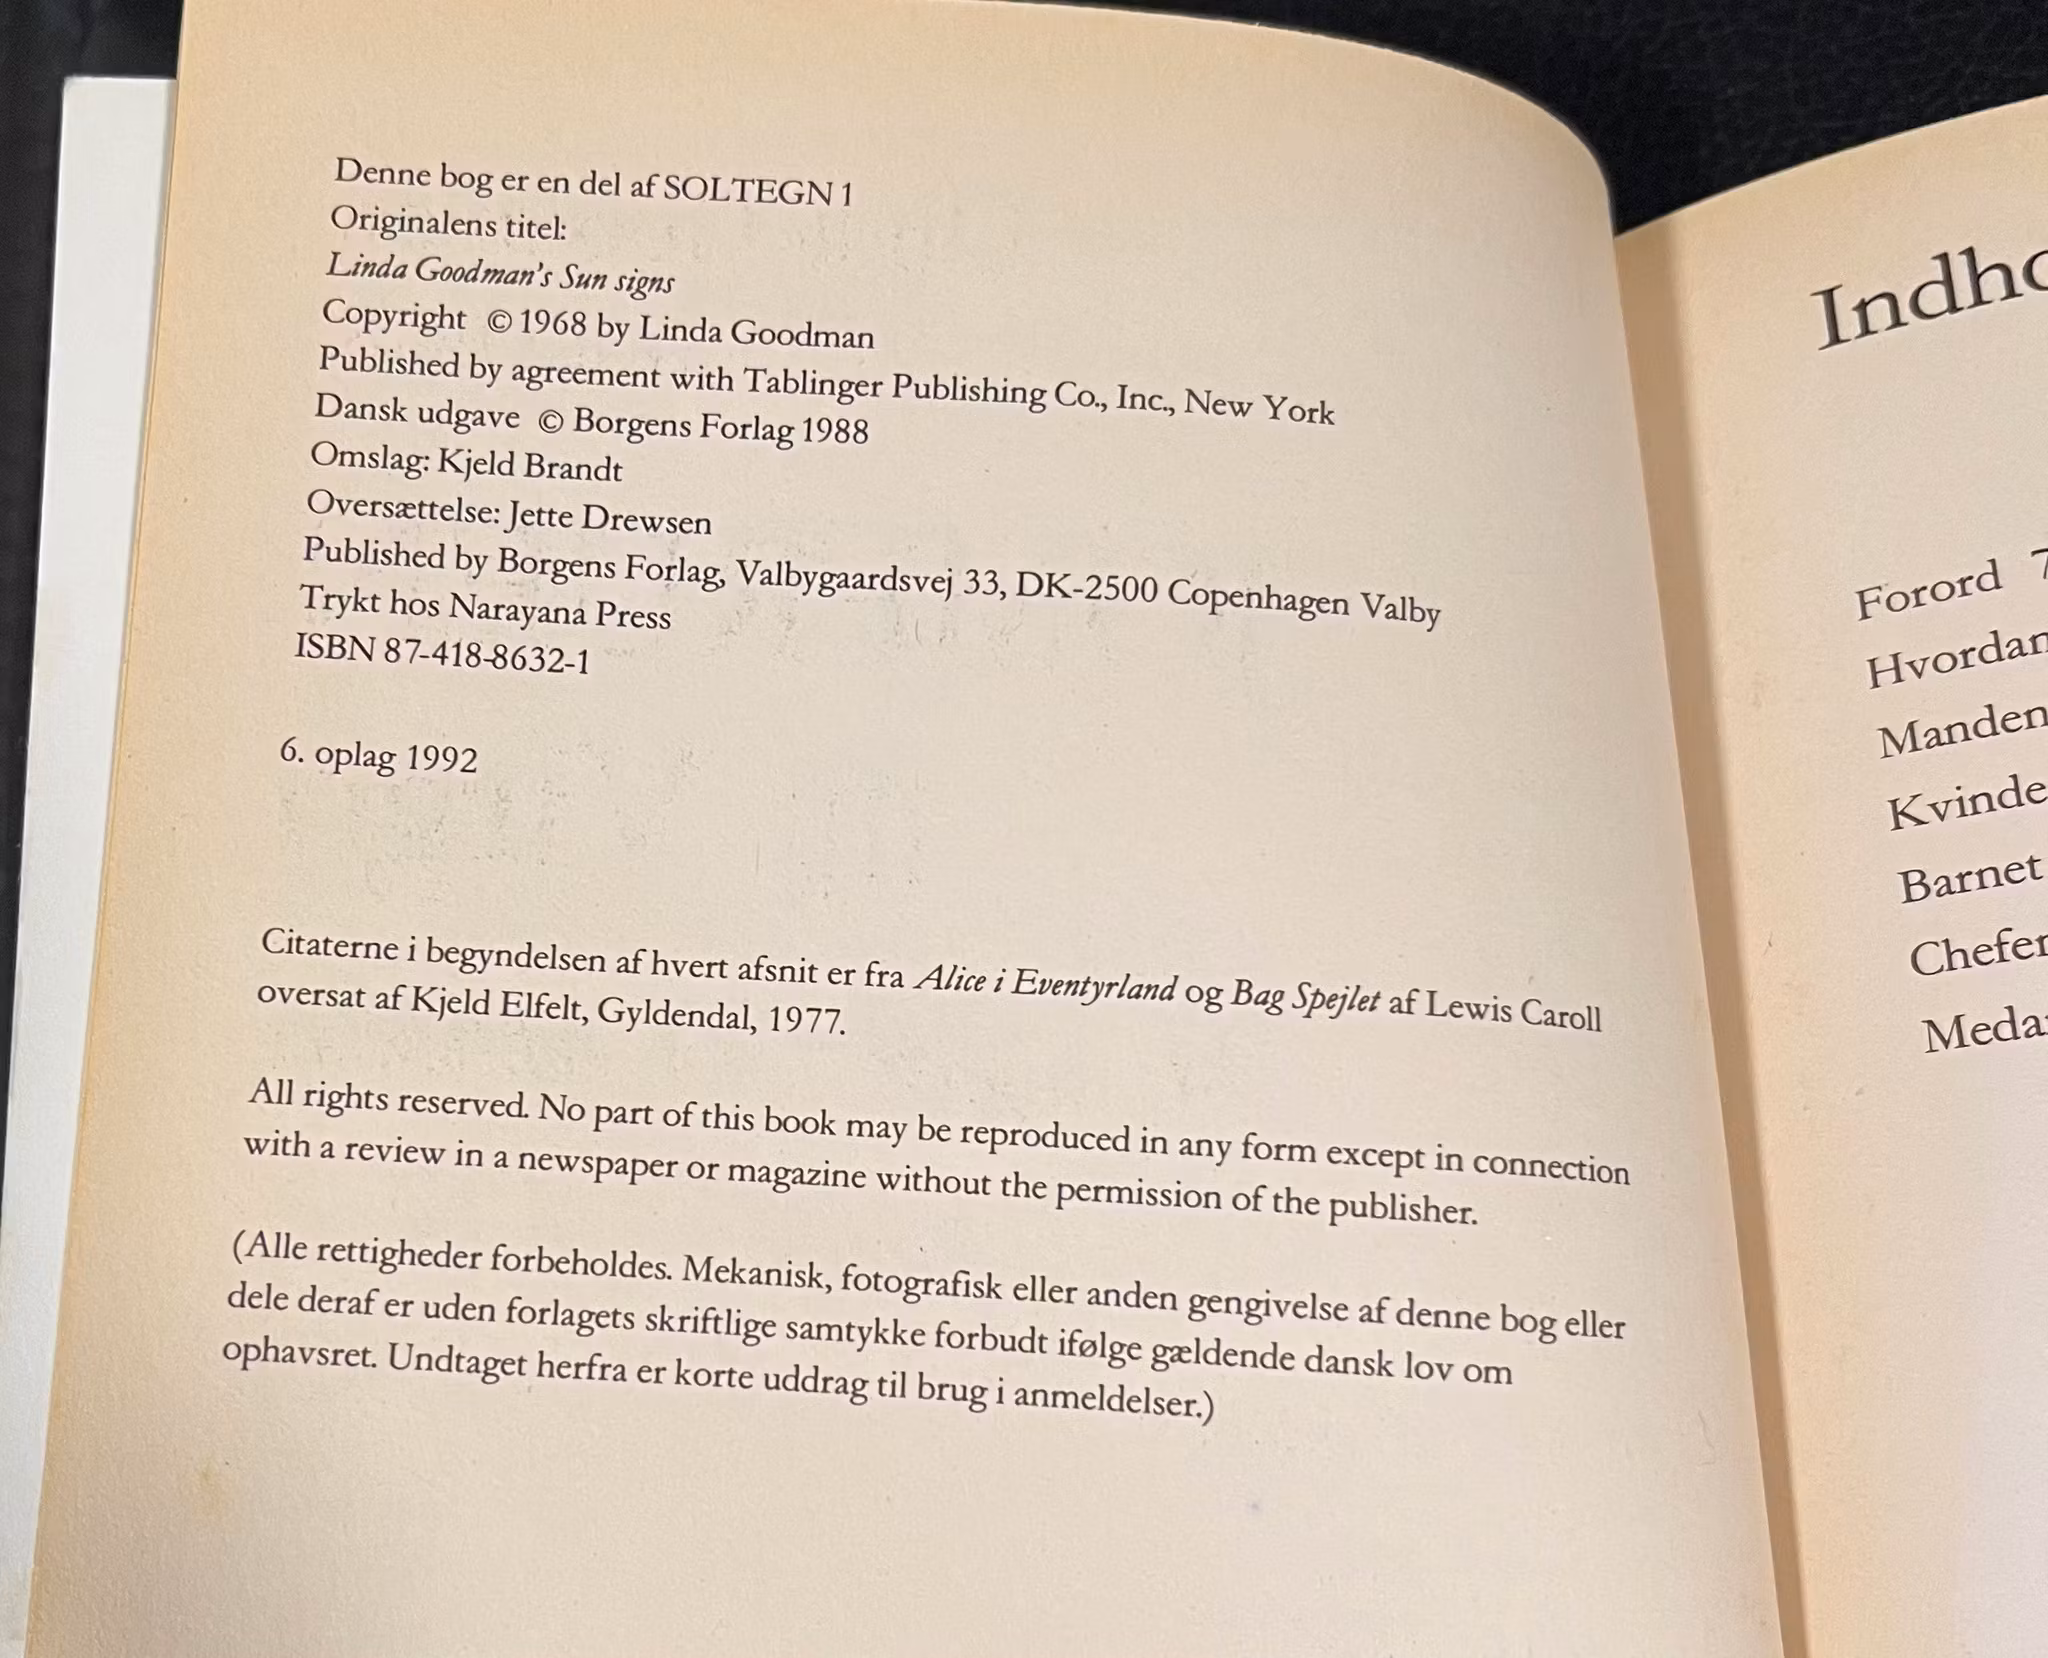 Denne bog er en del af SOLTEGN 1
Originalens titel:
Linda Goodman's Sun signs
Copyright © 1968 by Linda Goodman
Published by agreement with Tablinger Publishing Co., Inc., New York
Dansk udgave © Borgens Forlag 1988
Omslag: Kjeld Brandt
Oversættelse: Jette Drewsen
Published by Borgens Forlag, Valbygaardsvej 33, DK-2500 Copenhagen Valby
Trykt hos Narayana Press
ISBN 87-418-8632-1
6. oplag 1992
Citaterne i begyndelsen af hvert afsnit er fra Alice i Eventyrland og Bag Spejlet af Lewis Caroll
oversat af Kjeld Elfelt, Gyldendal, 1977.
All rights reserved. No part of this book may be reproduced in any form except in connection
with a review in a newspaper or magazine without the permission of the publisher.
(Alle rettigheder forbeholdes. Mekanisk, fotografisk eller anden gengivelse af denne bog eller
dele deraf er uden forlagets skriftlige samtykke forbudt ifølge gældende dansk lov om
ophavsret. Undtaget herfra er korte uddrag til brug i anmeldelser.)
Forord 7
Hvordan
Manden
Barnet